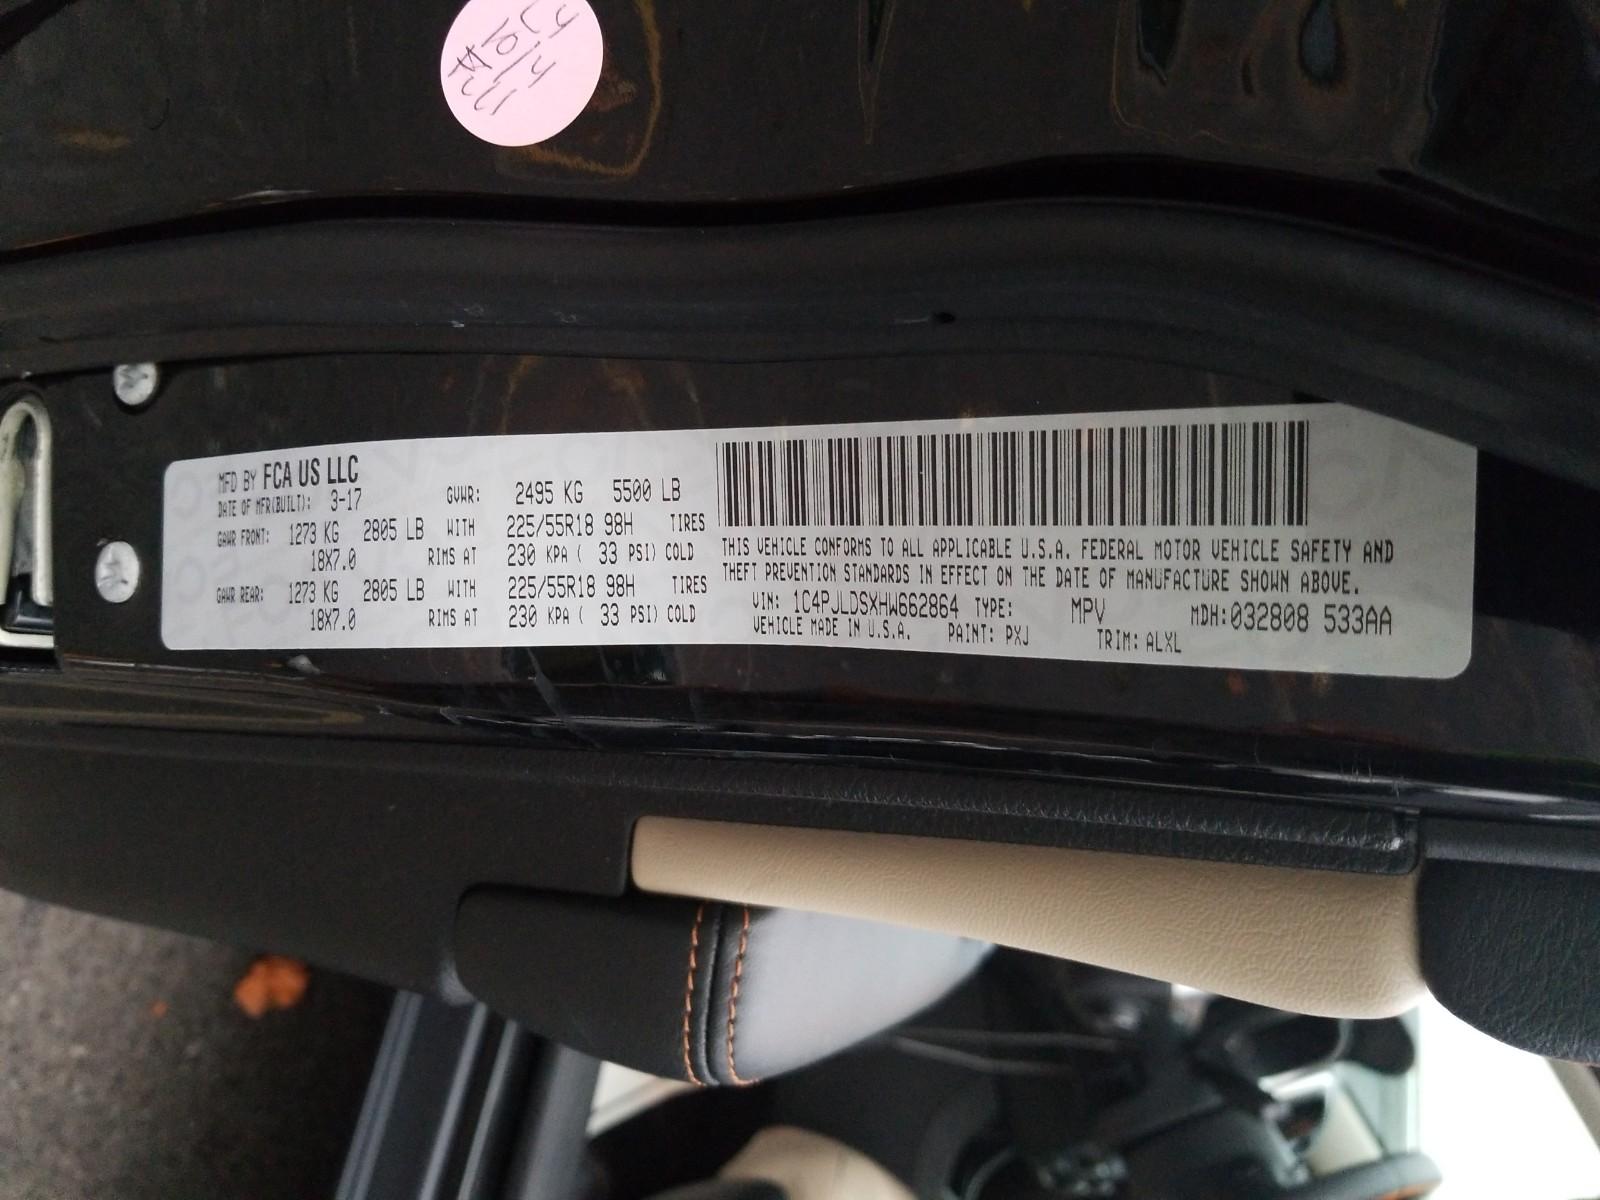 10/4
MFD BY FCA US LLC
DATE OF MFR(BUILT): 3-17 GVWR: 2495 KG 5500 LB
GAWR FRONT: 1273 KG 2805 LB WITH 225/55R18 98H TIRES
18X7.0 RIMS AT 230 KPA ( 33 PSI) COLD
GAWR REAR: 1273 KG 2805 LB WITH 225/55R18 98H TIRES
18X7.0 RIMS AT 230 KPA ( 33 PSI) COLD
THIS VEHICLE CONFORMS TO ALL APPLICABLE U.S.A. FEDERAL MOTOR VEHICLE SAFETY AND
THEFT PREVENTION STANDARDS IN EFFECT ON THE DATE OF MANUFACTURE SHOWN ABOVE.
VIN: 1C4PJLDSXHW662864 TYPE: MPV MDH:032808 533AA
VEHICLE MADE IN U.S.A. PAINT: PXJ TRIM: ALXL